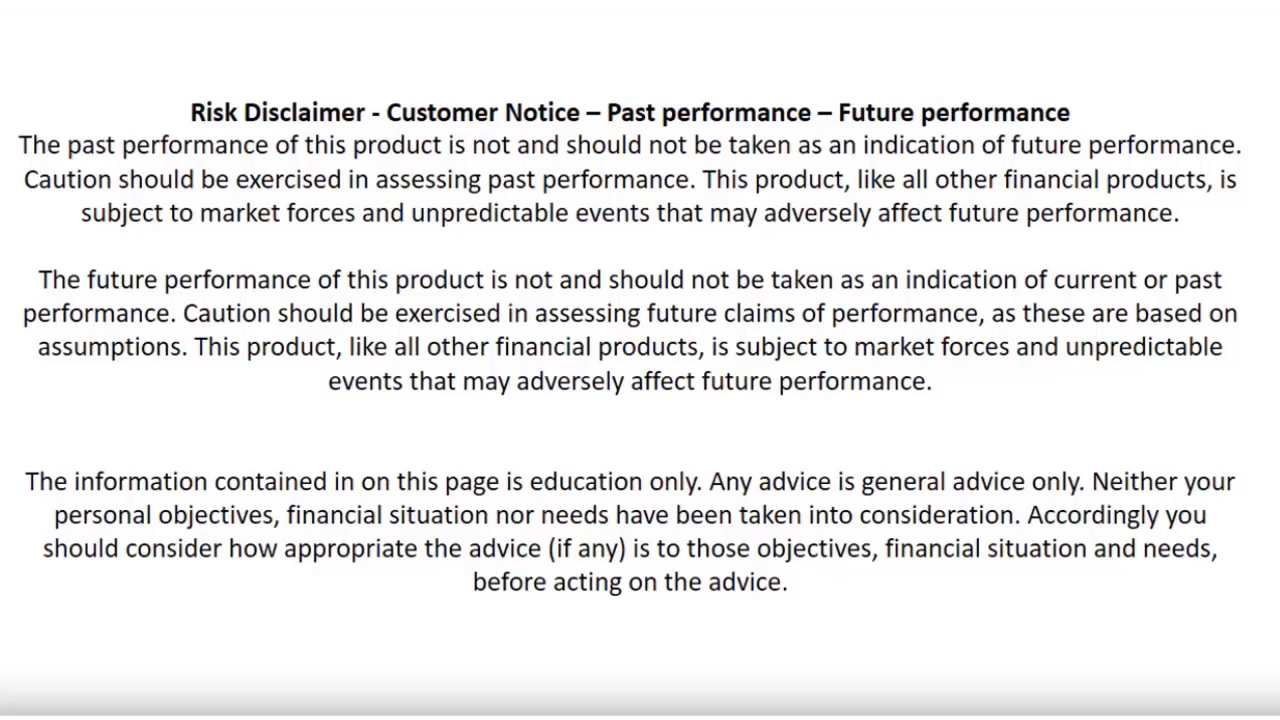 Risk Disclaimer - Customer Notice – Past performance – Future performance
The past performance of this product is not and should not be taken as an indication of future performance.
Caution should be exercised in assessing past performance. This product, like all other financial products, is
subject to market forces and unpredictable events that may adversely affect future performance.
The future performance of this product is not and should not be taken as an indication of current or past
performance. Caution should be exercised in assessing future claims of performance, as these are based on
assumptions. This product, like all other financial products, is subject to market forces and unpredictable
events that may adversely affect future performance.
The information contained in on this page is education only. Any advice is general advice only. Neither your
personal objectives, financial situation nor needs have been taken into consideration. Accordingly you
should consider how appropriate the advice (if any) is to those objectives, financial situation and needs,
before acting on the advice.